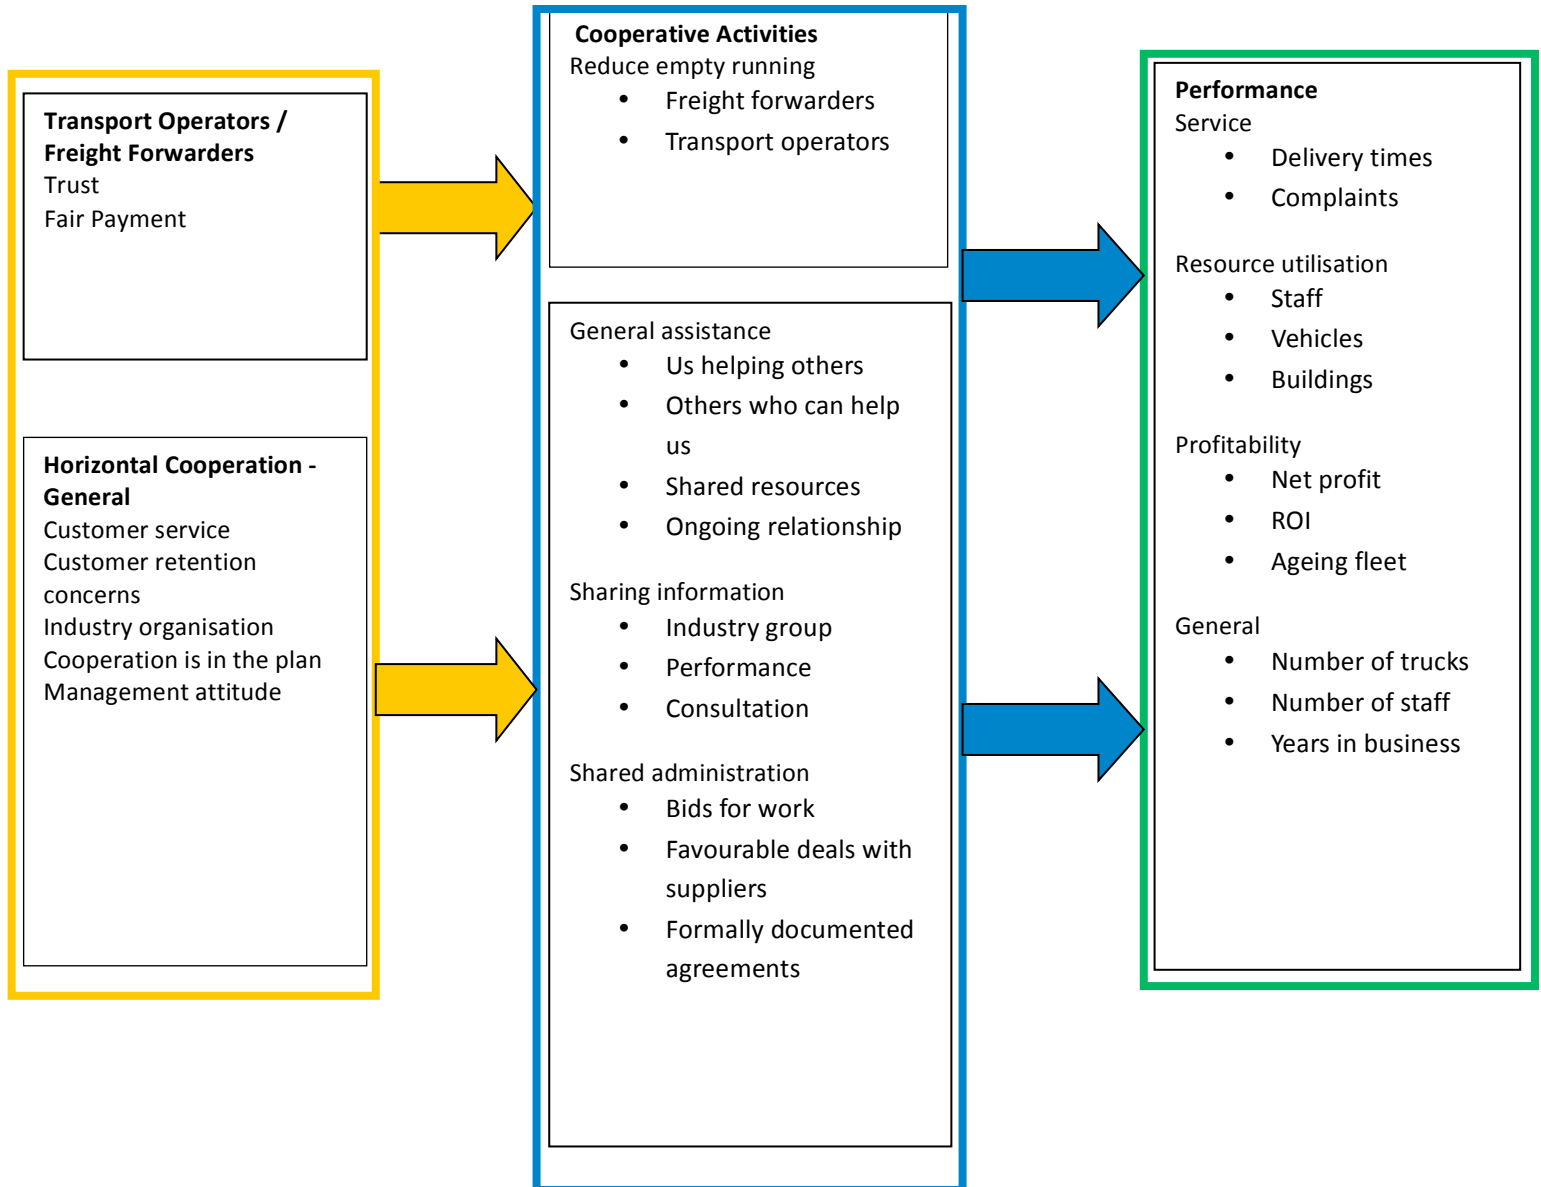 Transport Operators /
Freight Forwarders
Trust
Fair Payment
Horizontal Cooperation -
General
Customer service
Customer retention
concerns
Industry organisation
Cooperation is in the plan
Management attitude
Cooperative Activities
Reduce empty running
• Freight forwarders
• Transport operators
General assistance
• Us helping others
• Others who can help
us
• Shared resources
• Ongoing relationship
Sharing information
• Industry group
• Performance
• Consultation
Shared administration
• Bids for work
• Favourable deals with
suppliers
• Formally documented
agreements
Performance
Service
• Delivery times
• Complaints
Resource utilisation
• Staff
• Vehicles
• Buildings
Profitability
• Net profit
• ROI
• Ageing fleet
General
• Number of trucks
• Number of staff
• Years in business